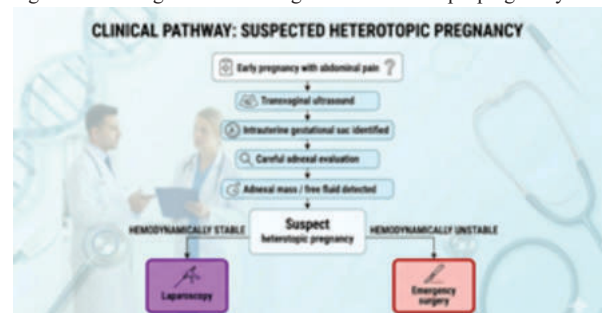 CLINICAL PATHWAY: SUSPECTED HETEROTOPIC PREGNANCY
Early pregnancy with abdominal pain ?
Transvaginal ultrasound
Intrauterine gestational sac identified
Careful adnexal evaluation
Adnexal mass / free fluid detected
HEMODYNAMICALLY STABLE
Suspect
heterotopic pregnancy
HEMODYNAMICALLY UNSTABLE
Laparoscopy
Emergency
surgery